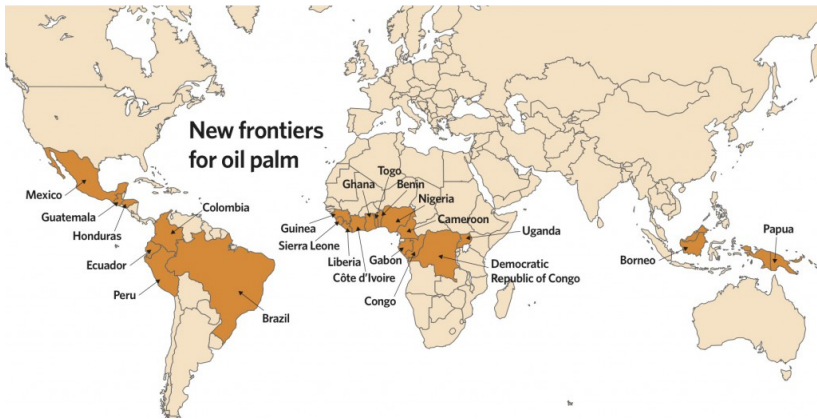 New frontiers
for oil palm
Mexico
Guatemala
Honduras
Colombia
Ecuador
Peru
Brazil
Togo
Ghana
Benin
Nigeria
Guinea
Cameroon
Sierra Leone
Uganda
Liberia
Gabon
Côte d'Ivoire
Democratic
Republic of Congo
Congo
Papua
Borneo